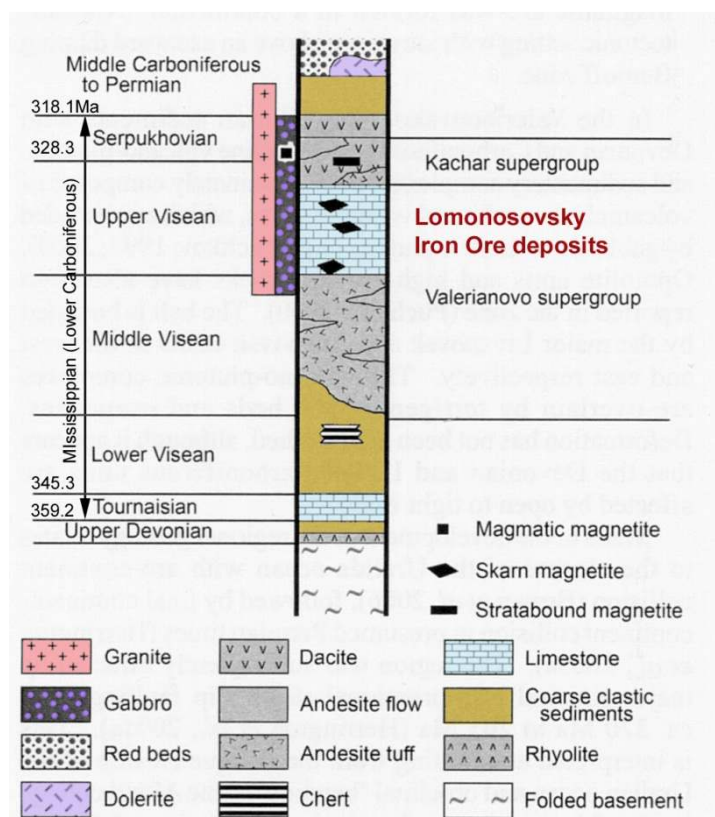 Middle Carboniferous
to Permian
318.1Ma
Serpukhovian
328.3
Kachar supergroup
Upper Visean
Lomonosovsky
Iron Ore deposits
Valerianovo supergroup
Middle Visean
Mississippian (Lower Carboniferous)
Lower Visean
345.3
Tournaisian
359.2
Upper Devonian
Magmatic magnetite
Skarn magnetite
Stratabound magnetite
Granite
Dacite
Limestone
Gabbro
Andesite flow
Coarse clastic
sediments
Red beds
Andesite tuff
Rhyolite
Dolerite
Chert
Folded basement